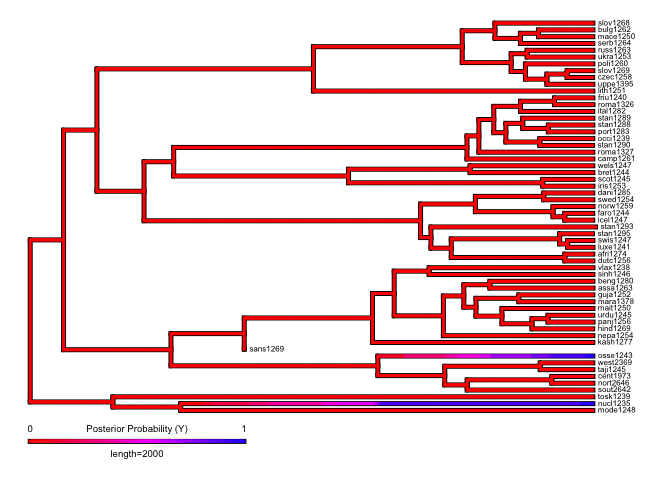 slov1268
bulg1262
mace1250
serb1264
russ1263
ukra1253
poli1260
slov1269
czec1258
uppe1395
lith1251
friu1240
roma1326
ital1282
stan1289
stan1288
port1283
occi1239
stan1290
roma1327
camp1261
wels1247
bret1244
scot1245
iris1253
dani1285
swed1254
norw1259
faro1244
icel1247
stan1293
stan1295
swis1247
luxe1241
afri1274
dutc1256
vlax1238
sinh1246
beng1280
assa1263
guja1252
mara1378
mait1250
urdu1245
panj1256
hind1269
nepa1254
kash1277
sans1269
osse1243
west2369
taji1245
cent1973
nort2646
sout2642
tosk1239
nucl1235
mode1248
0 Posterior Probability (Y) 1
length=2000